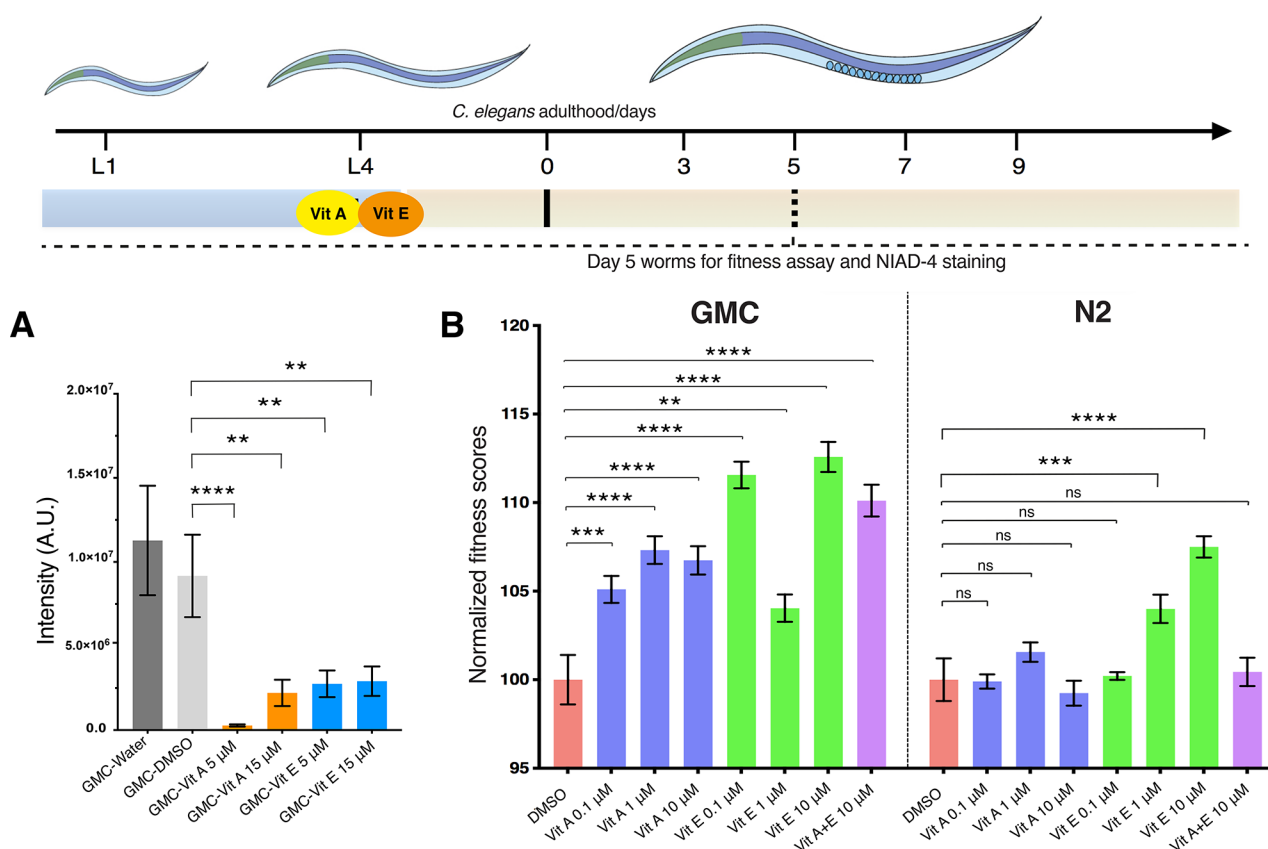 C. elegans adulthood/days
L1 L4 0 3 5 7 9
Vit A Vit E
Day 5 worms for fitness assay and NIAD-4 staining
A
Intensity (A.U.)
2.0×10⁷
1.5×10⁷
1.0×10⁷
5.0×10⁶
0.0
**
**
**
****
GMC-Water
GMC-DMSO
GMC-Vit A 5 μM
GMC-Vit A 15 μM
GMC-Vit E 5 μM
GMC-Vit E 15 μM
B
GMC
N2
Normalized fitness scores
120
115
110
105
100
95
****
****
**
****
****
****
***
DMSO
Vit A 0.1 μM
Vit A 1 μM
Vit A 10 μM
Vit E 0.1 μM
Vit E 1 μM
Vit E 10 μM
Vit A+E 10 μM
****
***
ns
ns
ns
ns
ns
DMSO
Vit A 0.1 μM
Vit A 1 μM
Vit A 10 μM
Vit E 0.1 μM
Vit E 1 μM
Vit E 10 μM
Vit A+E 10 μM